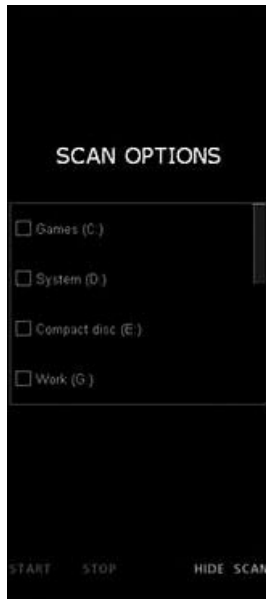 SCAN OPTIONS
Games (C:)
System (D:)
Compact disc (E:)
Work (G:)
START STOP HIDE SCAN